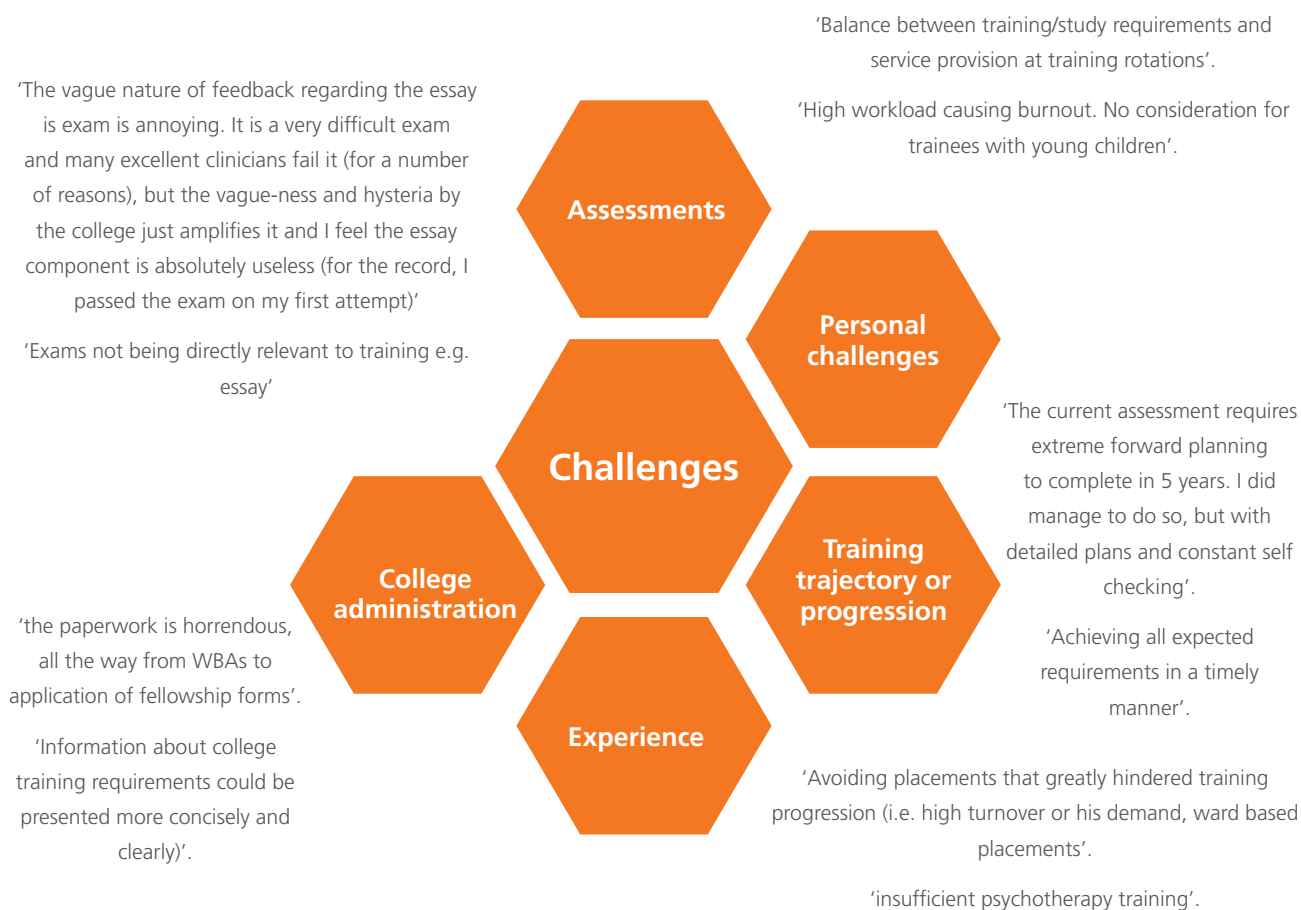 ‘Balance between training/study requirements and
service provision at training rotations’.
‘High workload causing burnout. No consideration for
trainees with young children’.
‘The vague nature of feedback regarding the essay
is exam is annoying. It is a very difficult exam
and many excellent clinicians fail it (for a number
of reasons), but the vague-ness and hysteria by
the college just amplifies it and I feel the essay
component is absolutely useless (for the record, I
passed the exam on my first attempt)’
‘Exams not being directly relevant to training e.g.
essay’
Assessments
Personal
challenges
Challenges
‘The current assessment requires
extreme forward planning
to complete in 5 years. I did
manage to do so, but with
detailed plans and constant self
checking’.
‘Achieving all expected
requirements in a timely
manner’.
Training
trajectory or
progression
College
administration
‘the paperwork is horrendous,
all the way from WBAs to
application of fellowship forms’.
‘Information about college
training requirements could be
presented more concisely and
clearly)’.
Experience
‘Avoiding placements that greatly hindered training
progression (i.e. high turnover or his demand, ward based
placements’.
‘insufficient psychotherapy training’.